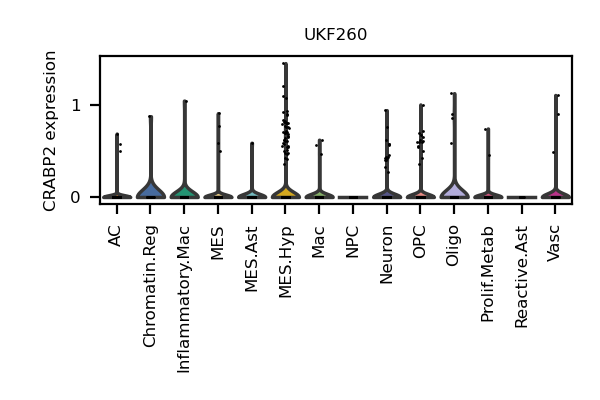 UKF260
CRABP2 expression
1
0
AC
Chromatin.Reg
Inflammatory.Mac
MES
MES.Ast
MES.Hyp
Mac
NPC
Neuron
OPC
Oligo
Prolif.Metab
Reactive.Ast
Vasc